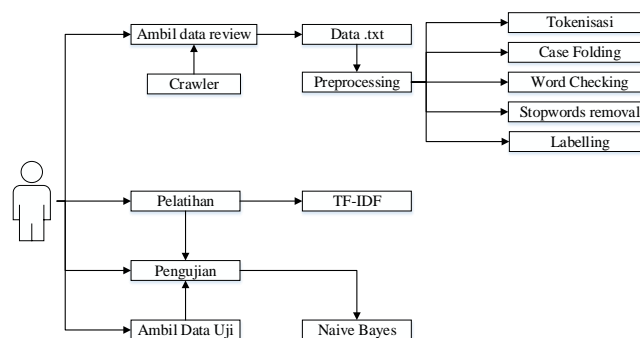 Ambil data review
Data .txt
Tokenisasi
Case Folding
Crawler
Preprocessing
Word Checking
Stopwords removal
Labelling
Pelatihan
TF-IDF
Pengujian
Ambil Data Uji
Naive Bayes